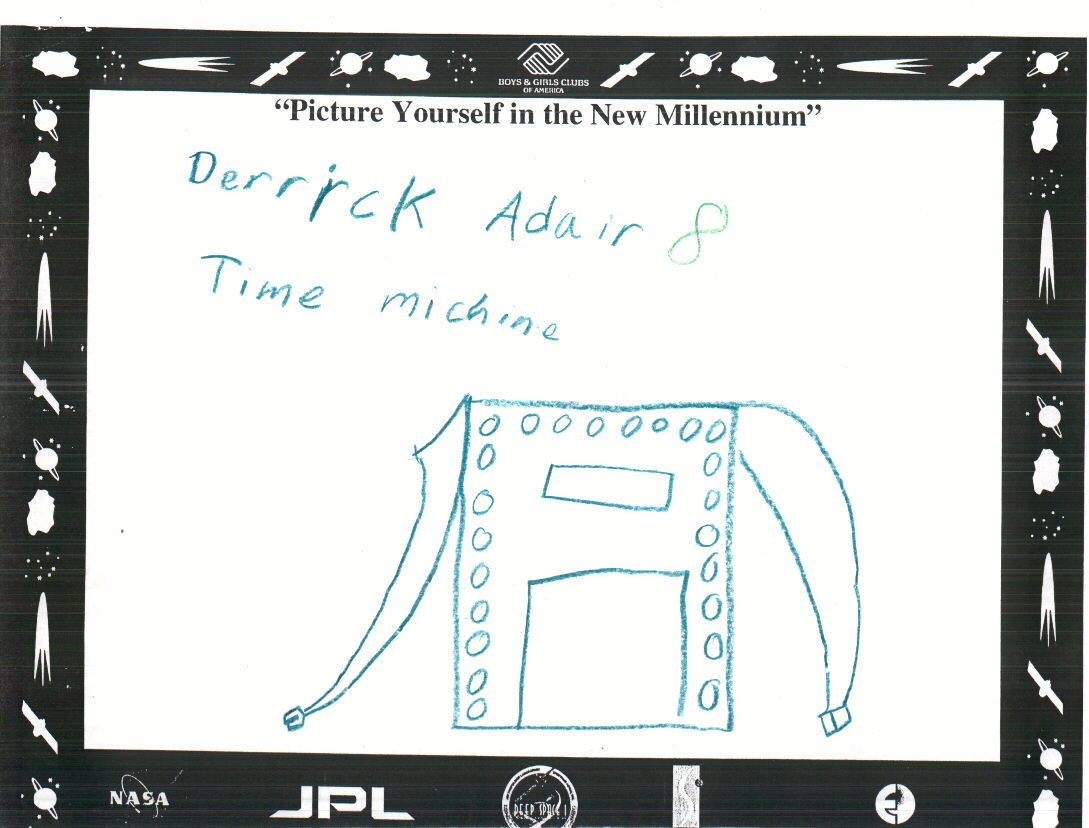 BOYS & GIRLS CLUBS
OF AMERICA
“Picture Yourself in the New Millennium”
Derrick Adair 8
Time michine
NASA
JPL
DEEP SPACE 1